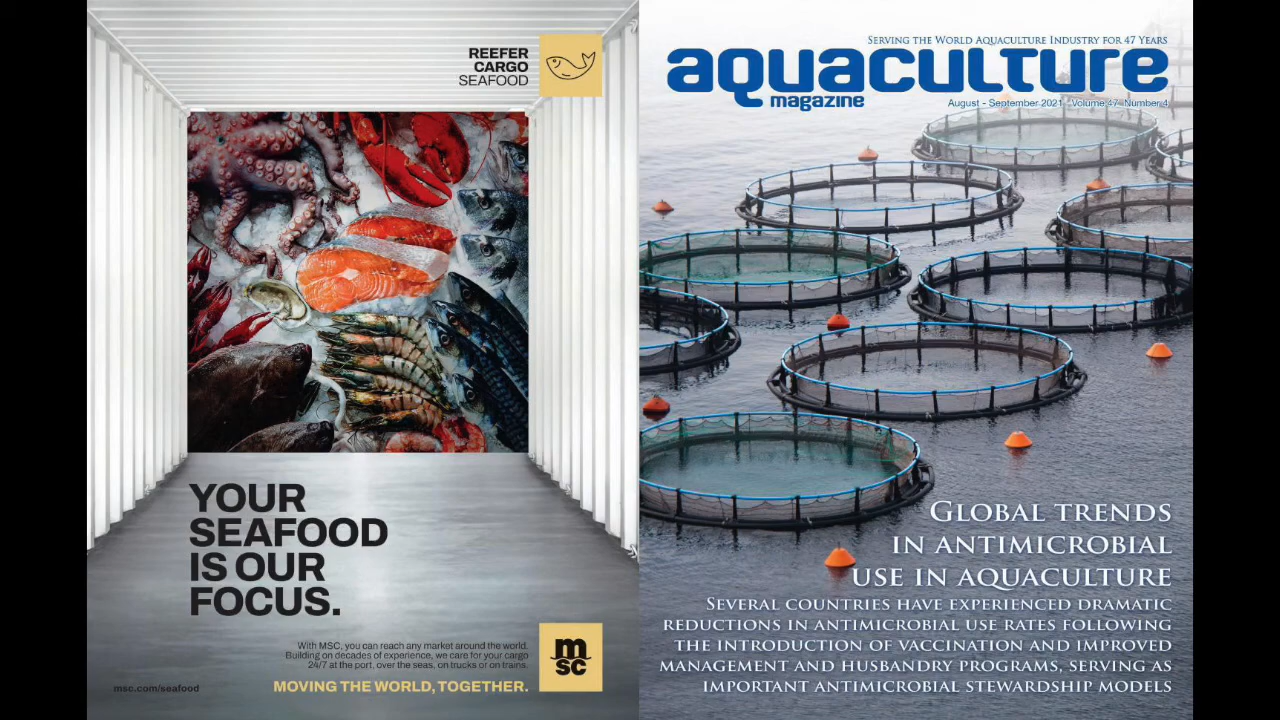 REEFER
CARGO
SEAFOOD
YOUR
SEAFOOD
IS OUR
FOCUS.
With MSC, you can reach any market around the world.
Building on decades of experience, we care for your cargo
24/7 at the port, over the seas, on trucks or on trains.
msc.com/seafood
MOVING THE WORLD, TOGETHER.
m
sc
SERVING THE WORLD AQUACULTURE INDUSTRY FOR 47 YEARS
aquaculture
magazine
August - September 2021 Volume 47 Number 4
GLOBAL TRENDS
IN ANTIMICROBIAL
USE IN AQUACULTURE
SEVERAL COUNTRIES HAVE EXPERIENCED DRAMATIC
REDUCTIONS IN ANTIMICROBIAL USE RATES FOLLOWING
THE INTRODUCTION OF VACCINATION AND IMPROVED
MANAGEMENT AND HUSBANDRY PROGRAMS, SERVING AS
IMPORTANT ANTIMICROBIAL STEWARDSHIP MODELS